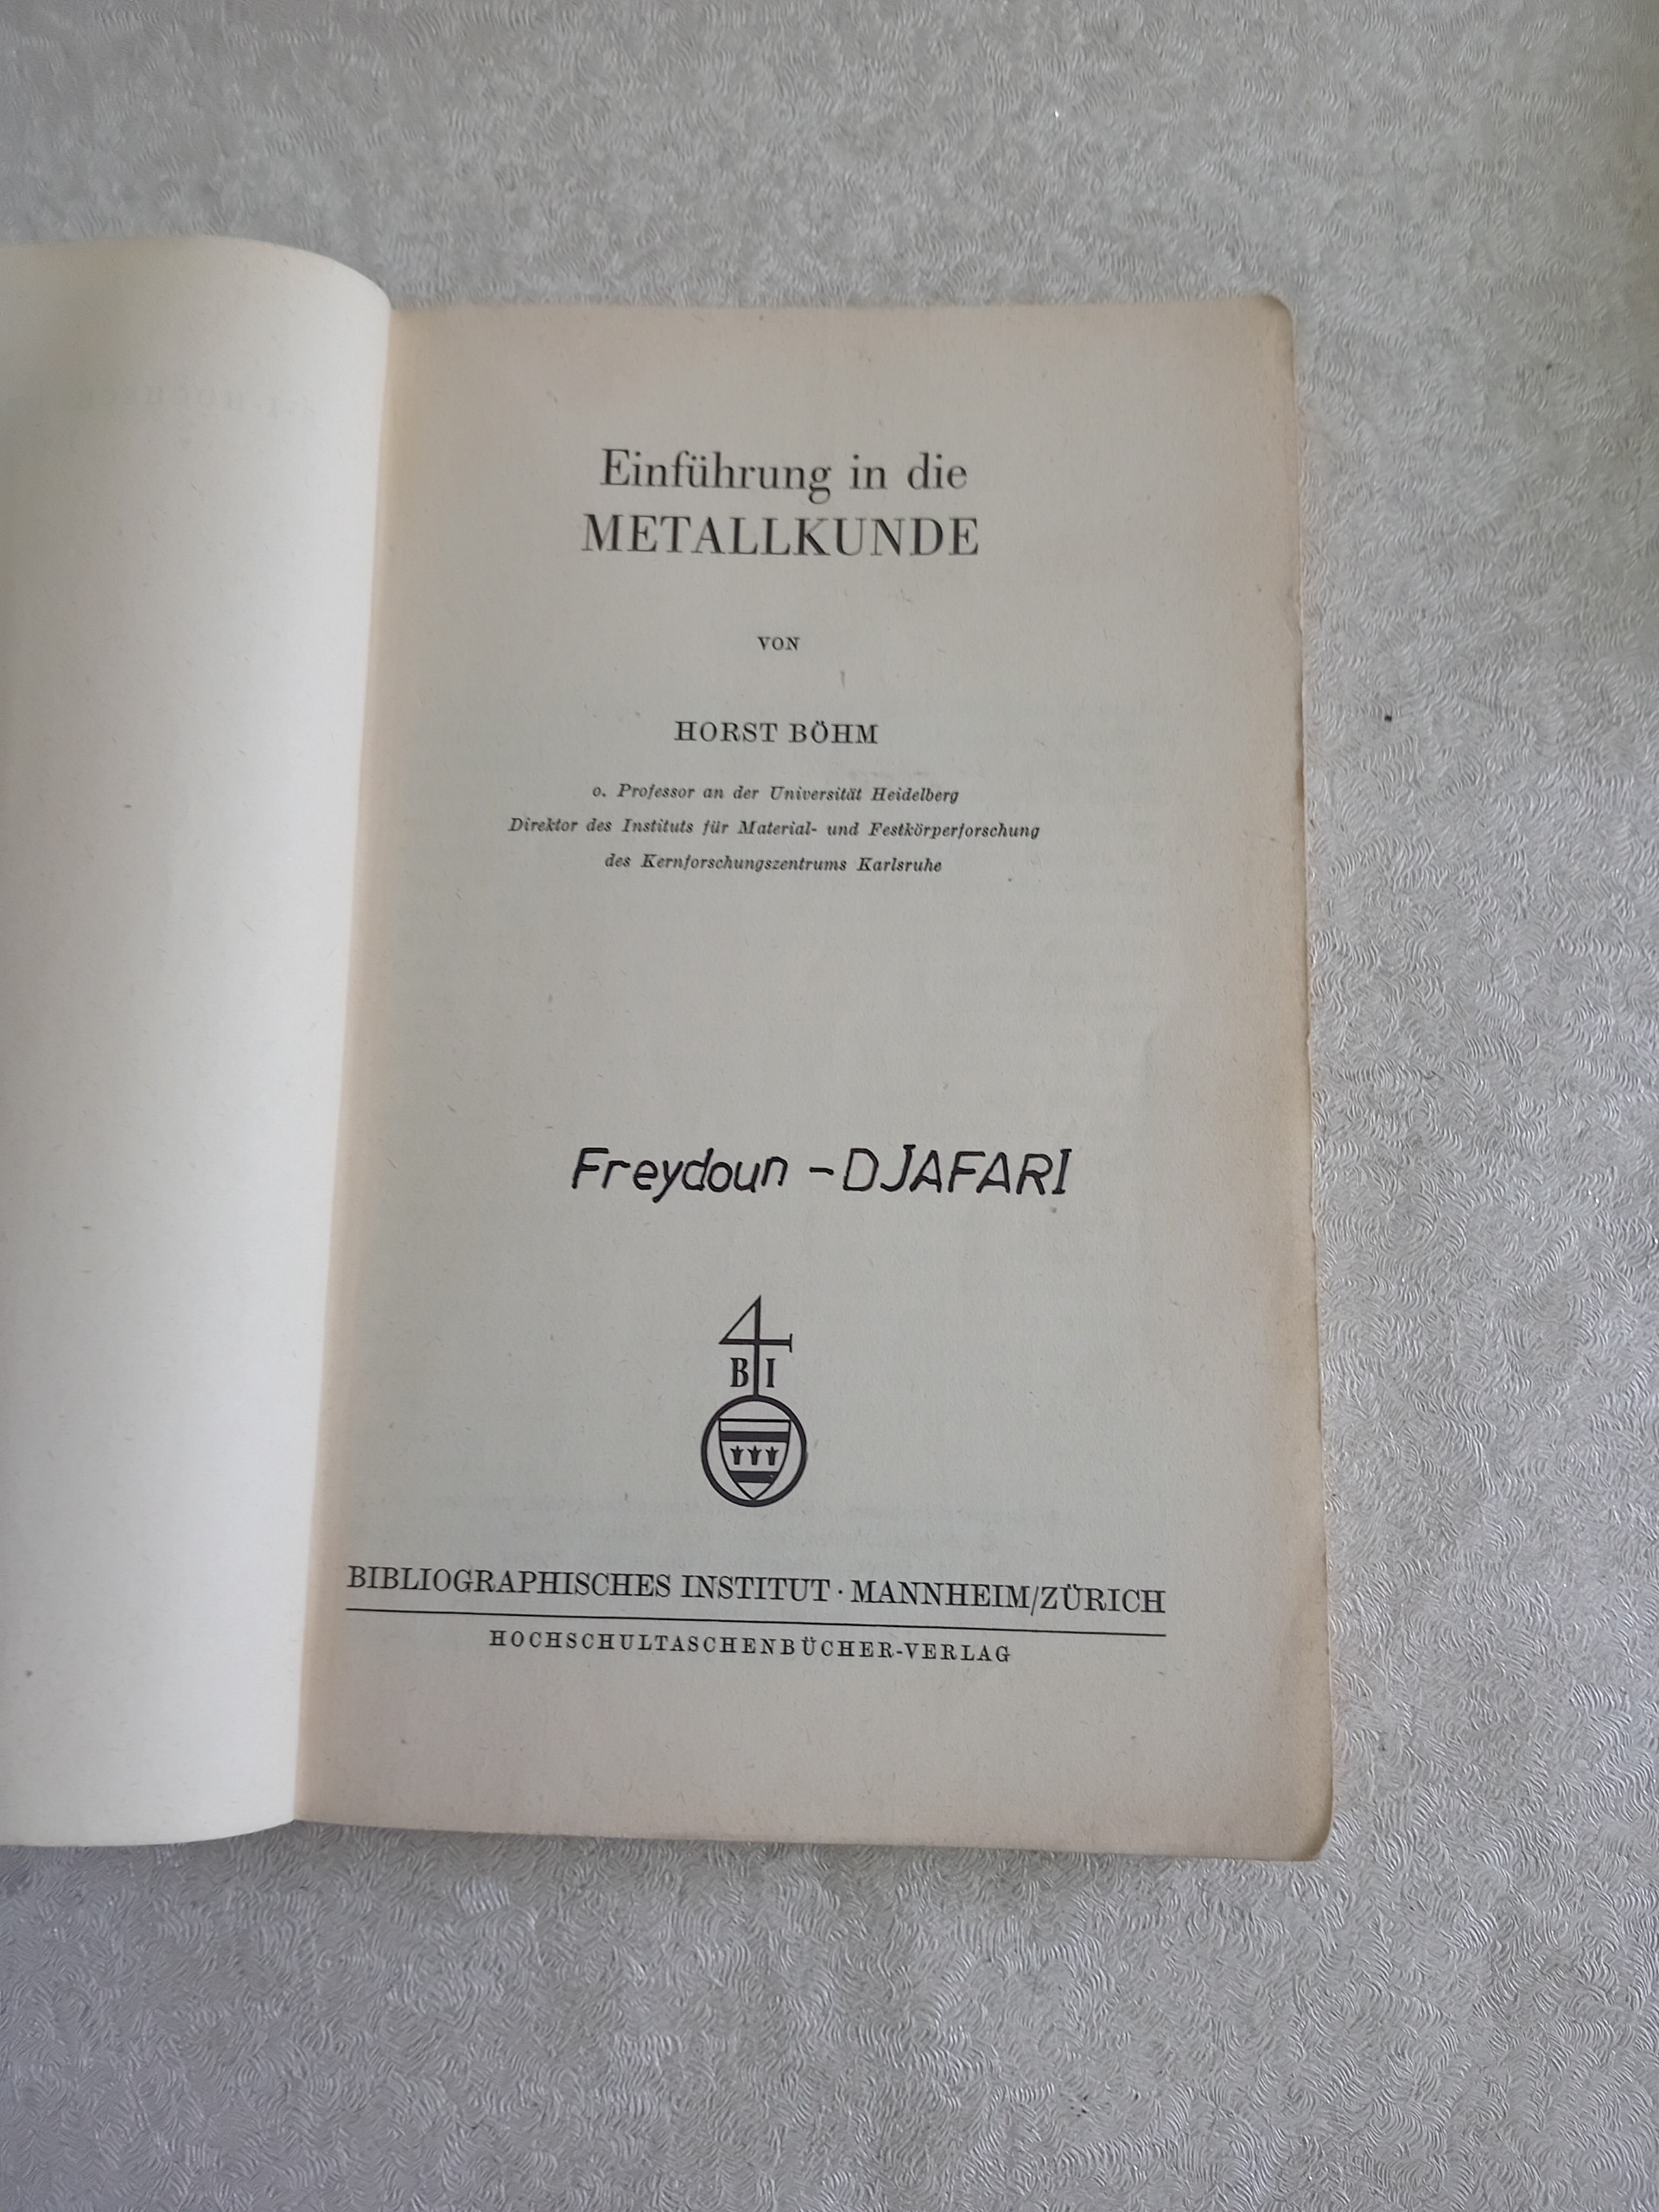 Einführung in die
METALLKUNDE
VON
HORST BÖHM
o. Professor an der Universität Heidelberg
Direktor des Instituts für Material- und Festkörperforschung
des Kernforschungszentrums Karlsruhe
Freydoun - DJAFARI
B I
BIBLIOGRAPHISCHES INSTITUT · MANNHEIM/ZÜRICH
HOCHSCHULTASCHENBÜCHER-VERLAG